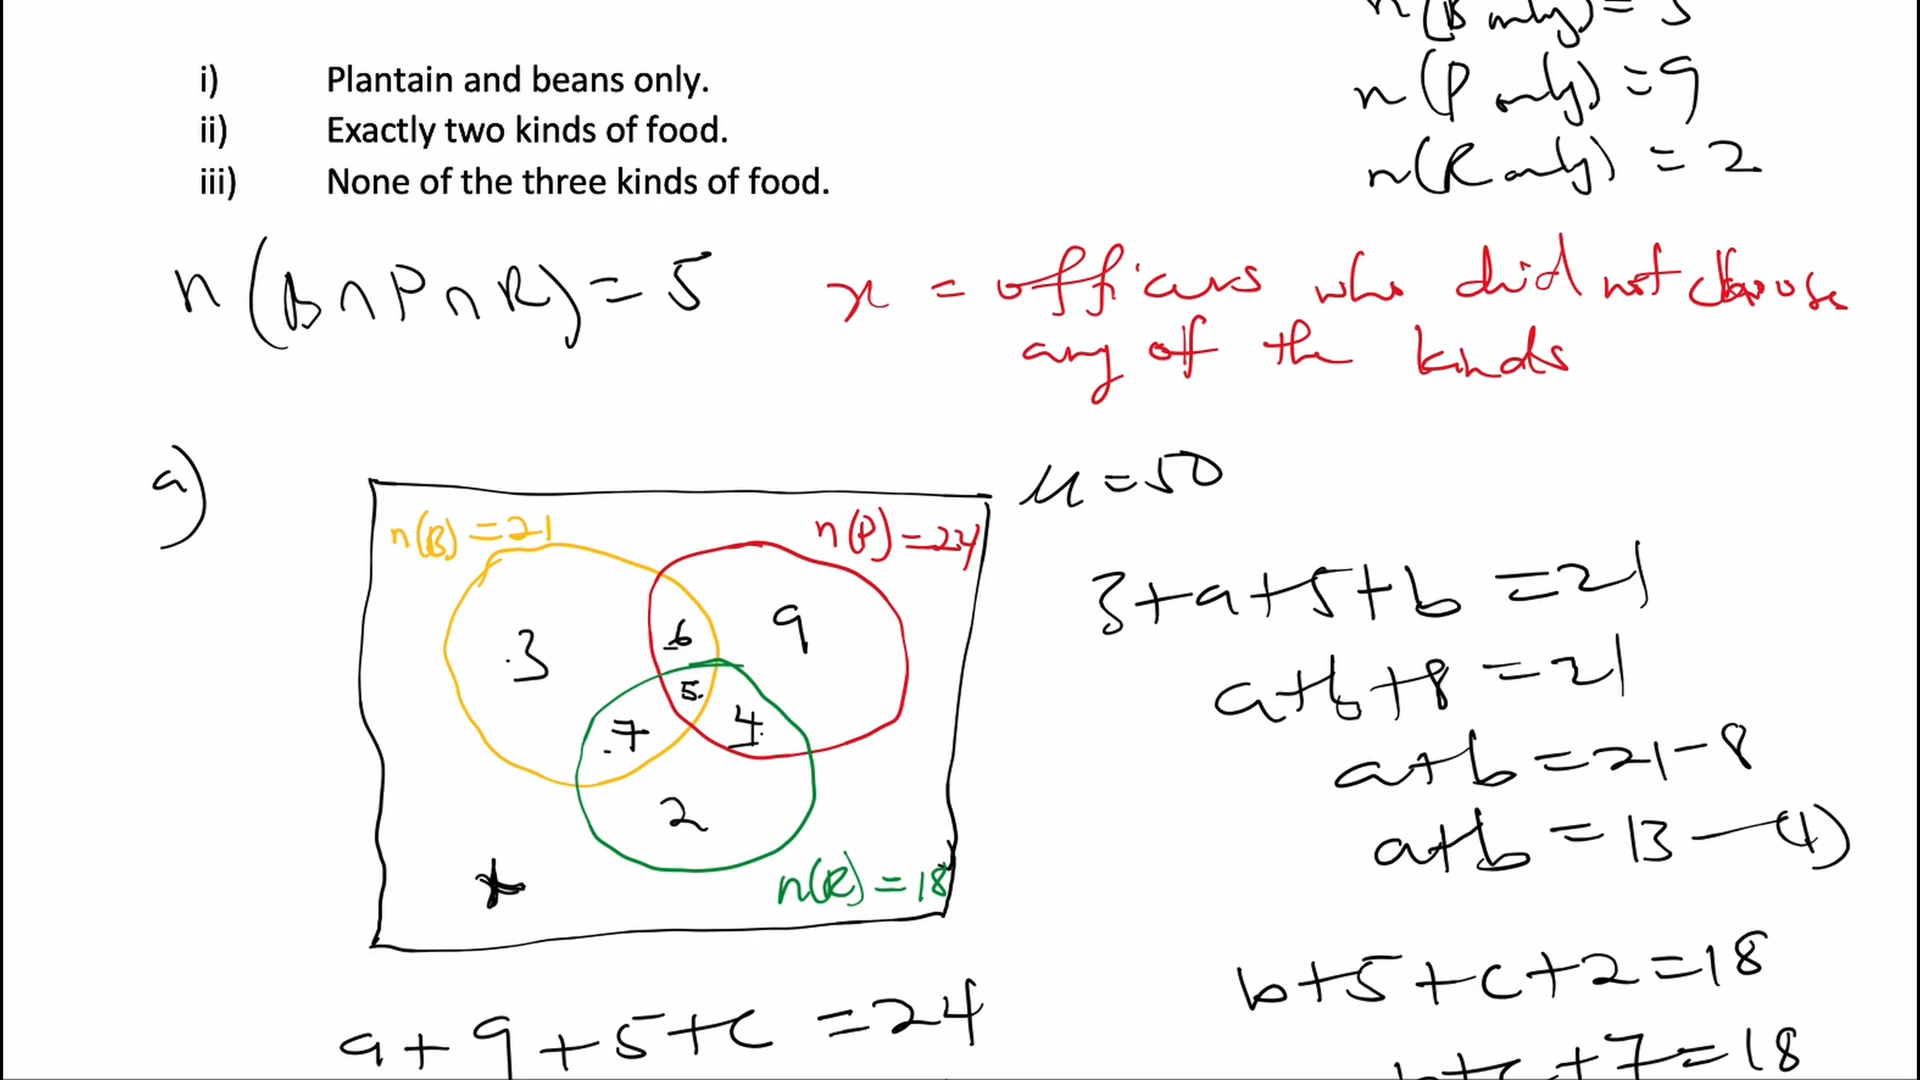 n(B only) = 3
n(P only) = 9
n(R only) = 2
i) Plantain and beans only.
ii) Exactly two kinds of food.
iii) None of the three kinds of food.
n(B∩P∩R) = 5
x = officers who did not choose
any of the kinds
a)
μ = 50
n(B) = 21
n(P) = 24
3
6
9
5
7
4
2
n(R) = 18
3+a+5+b = 21
a+b+8 = 21
a+b = 21-8
a+b = 13 — (1)
b+5+c+2 = 18
a+9+5+c = 24
b+c+7 = 18